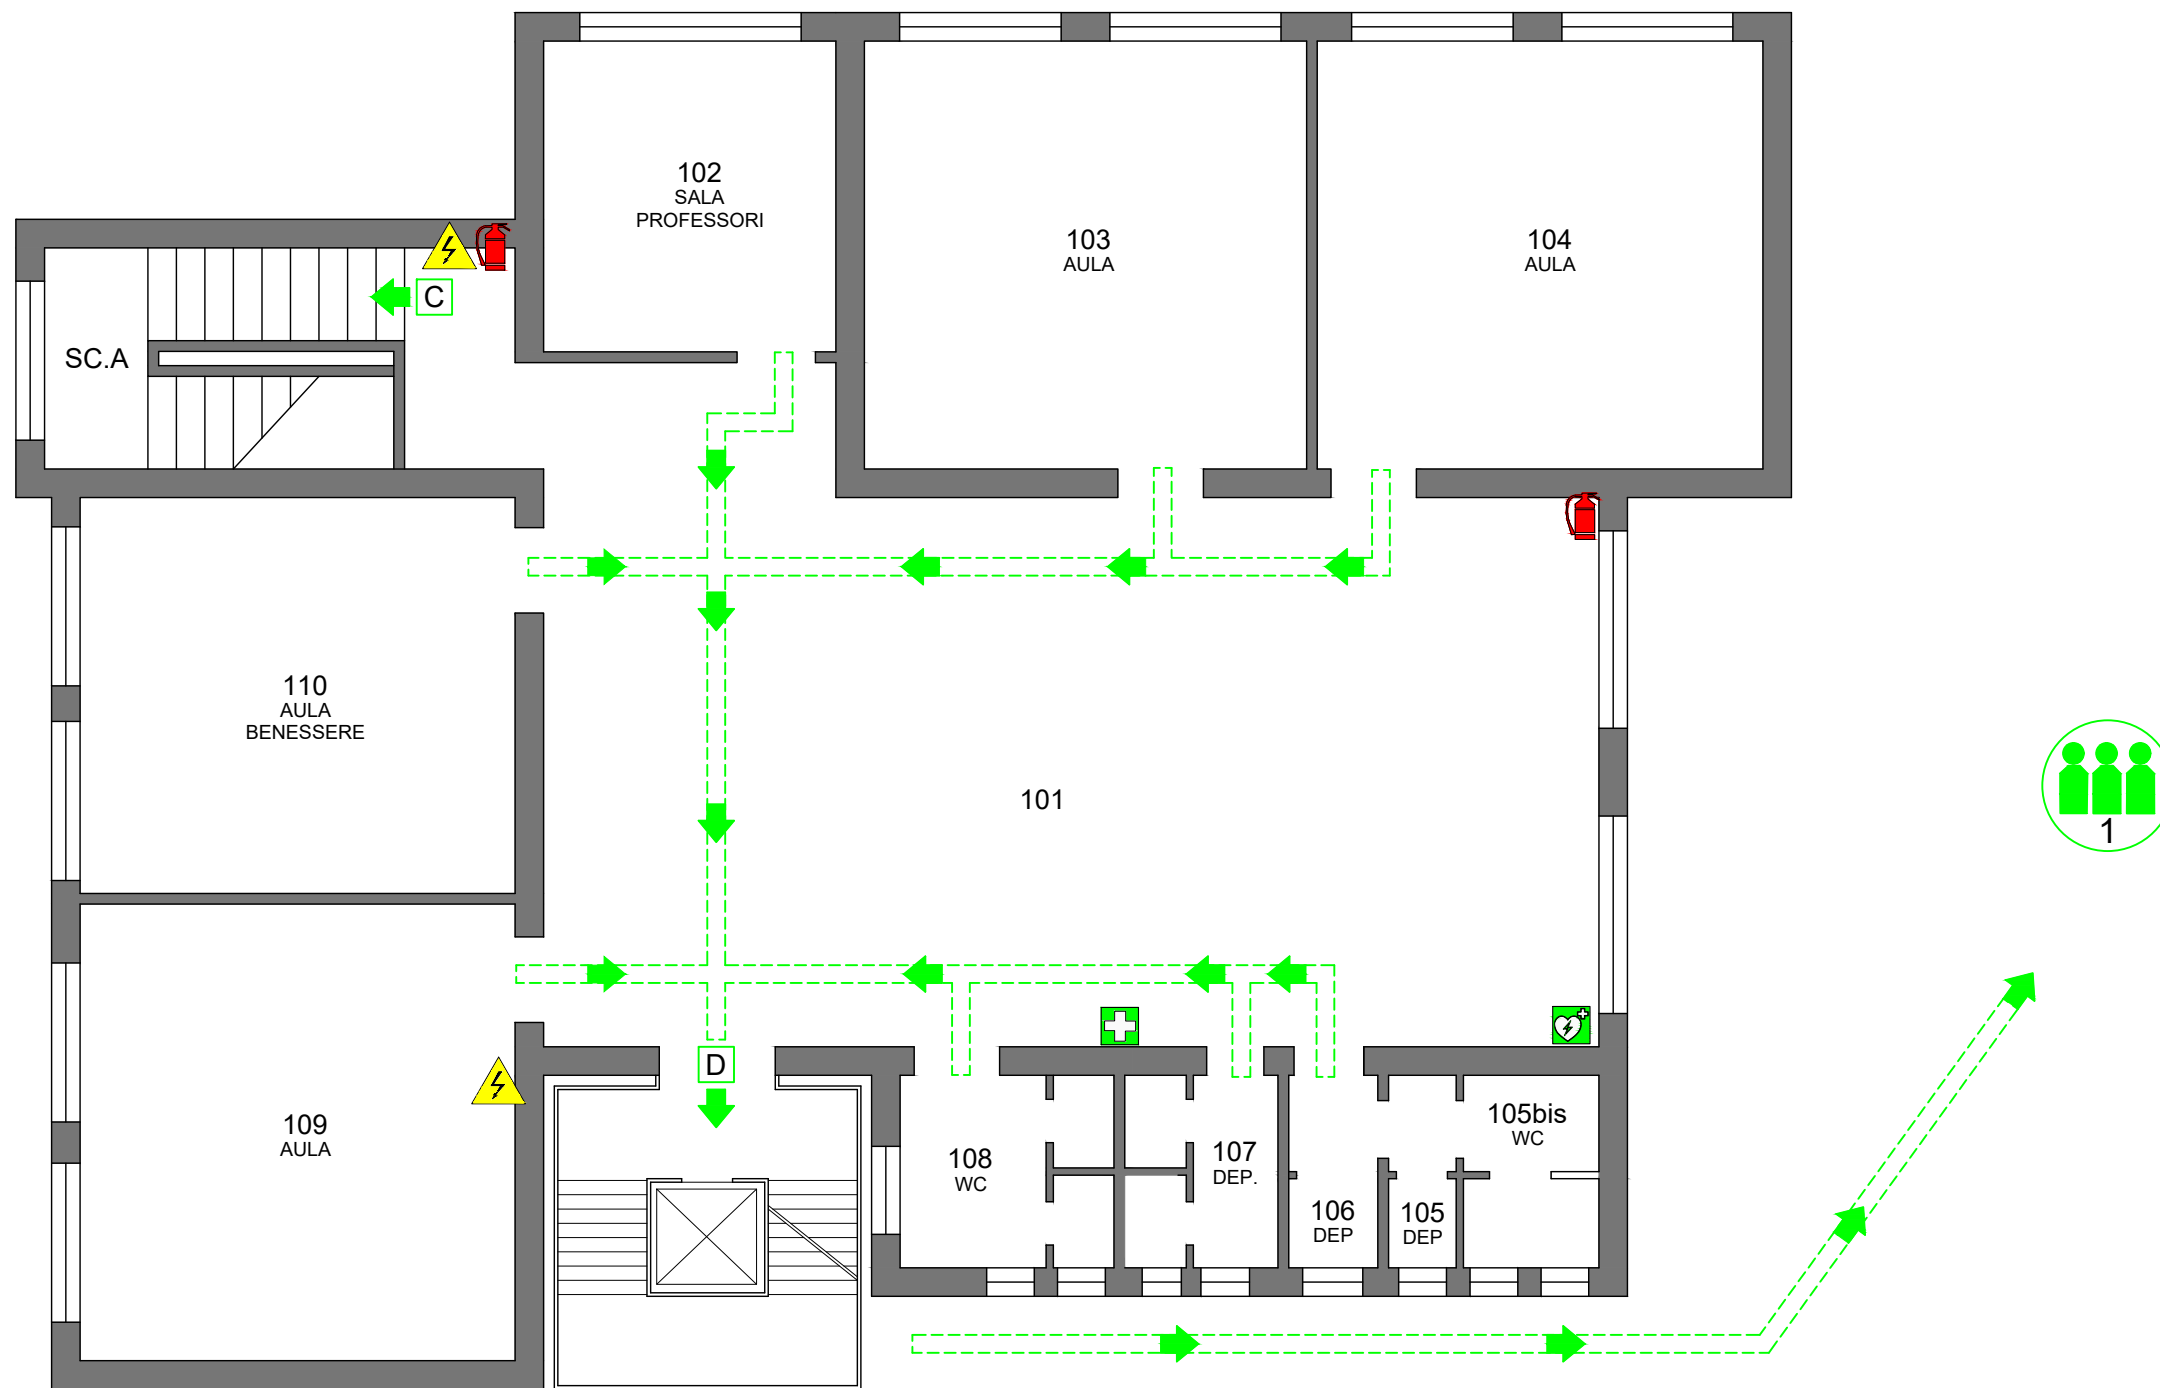 102
SALA
PROFESSORI
103
AULA
104
AULA
C
SC.A
110
AULA
BENESSERE
101
1
D
109
AULA
108
WC
107
DEP.
106
DEP
105
DEP
105bis
WC